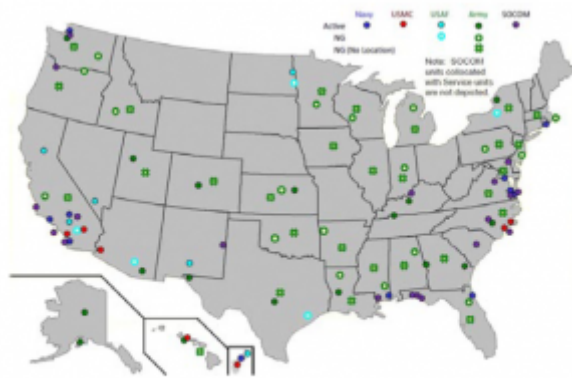 Navy USMC USAF Army SOCOM
Active
NG
NG (No Location)
Note: SOCOM
units collocated
with Service units
are not depicted.